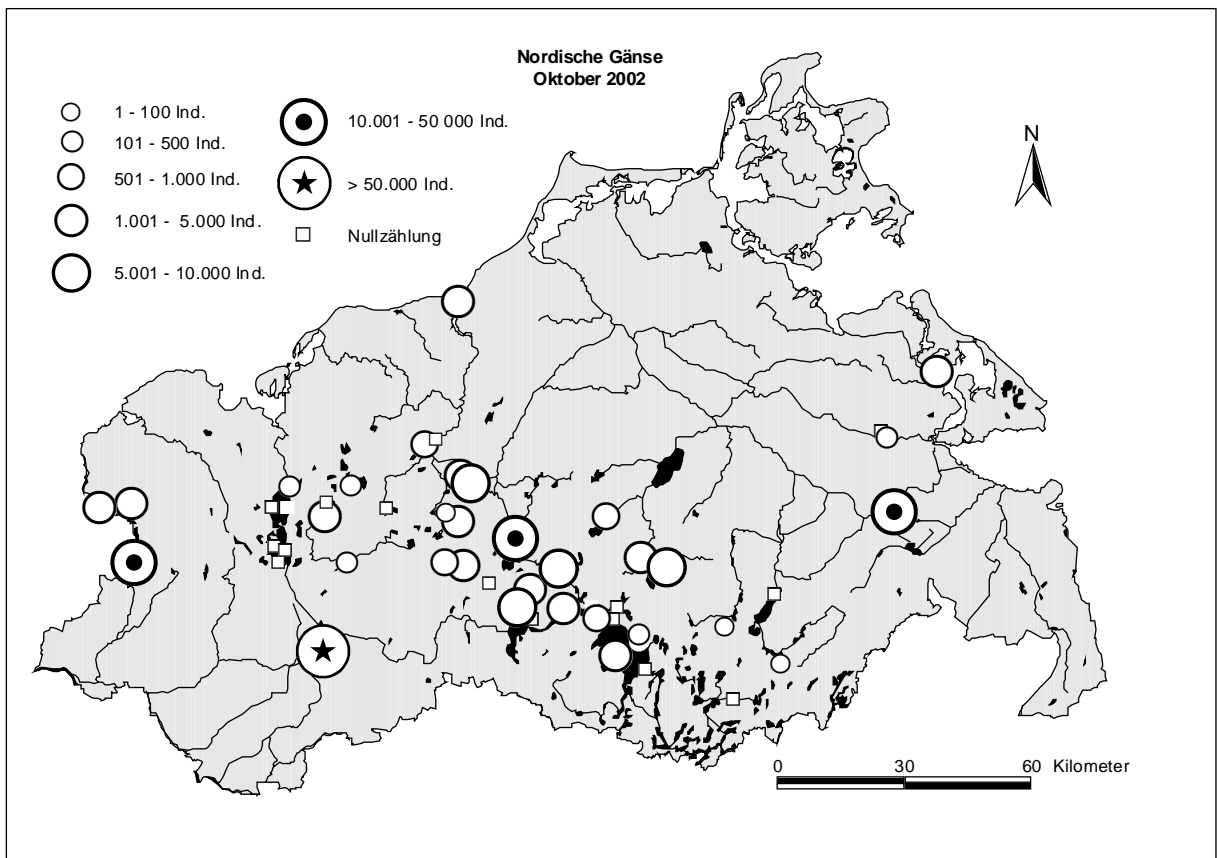 Nordische Gänse
Oktober 2002
1 - 100 Ind.
101 - 500 Ind.
501 - 1.000 Ind.
1.001 - 5.000 Ind.
5.001 - 10.000 Ind.
10.001 - 50 000 Ind.
> 50.000 Ind.
Nullzählung
N
0 30 60 Kilometer